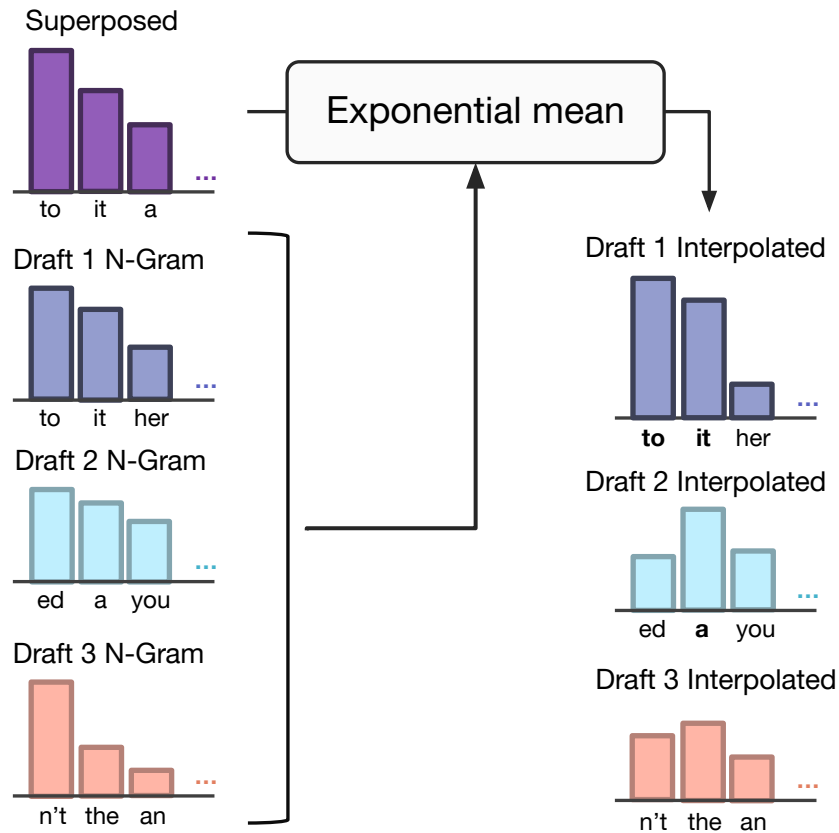 Superposed
...
to it a
Exponential mean
Draft 1 N-Gram
...
to it her
Draft 2 N-Gram
...
ed a you
Draft 3 N-Gram
...
n't the an
Draft 1 Interpolated
...
to it her
Draft 2 Interpolated
...
ed a you
Draft 3 Interpolated
...
n't the an